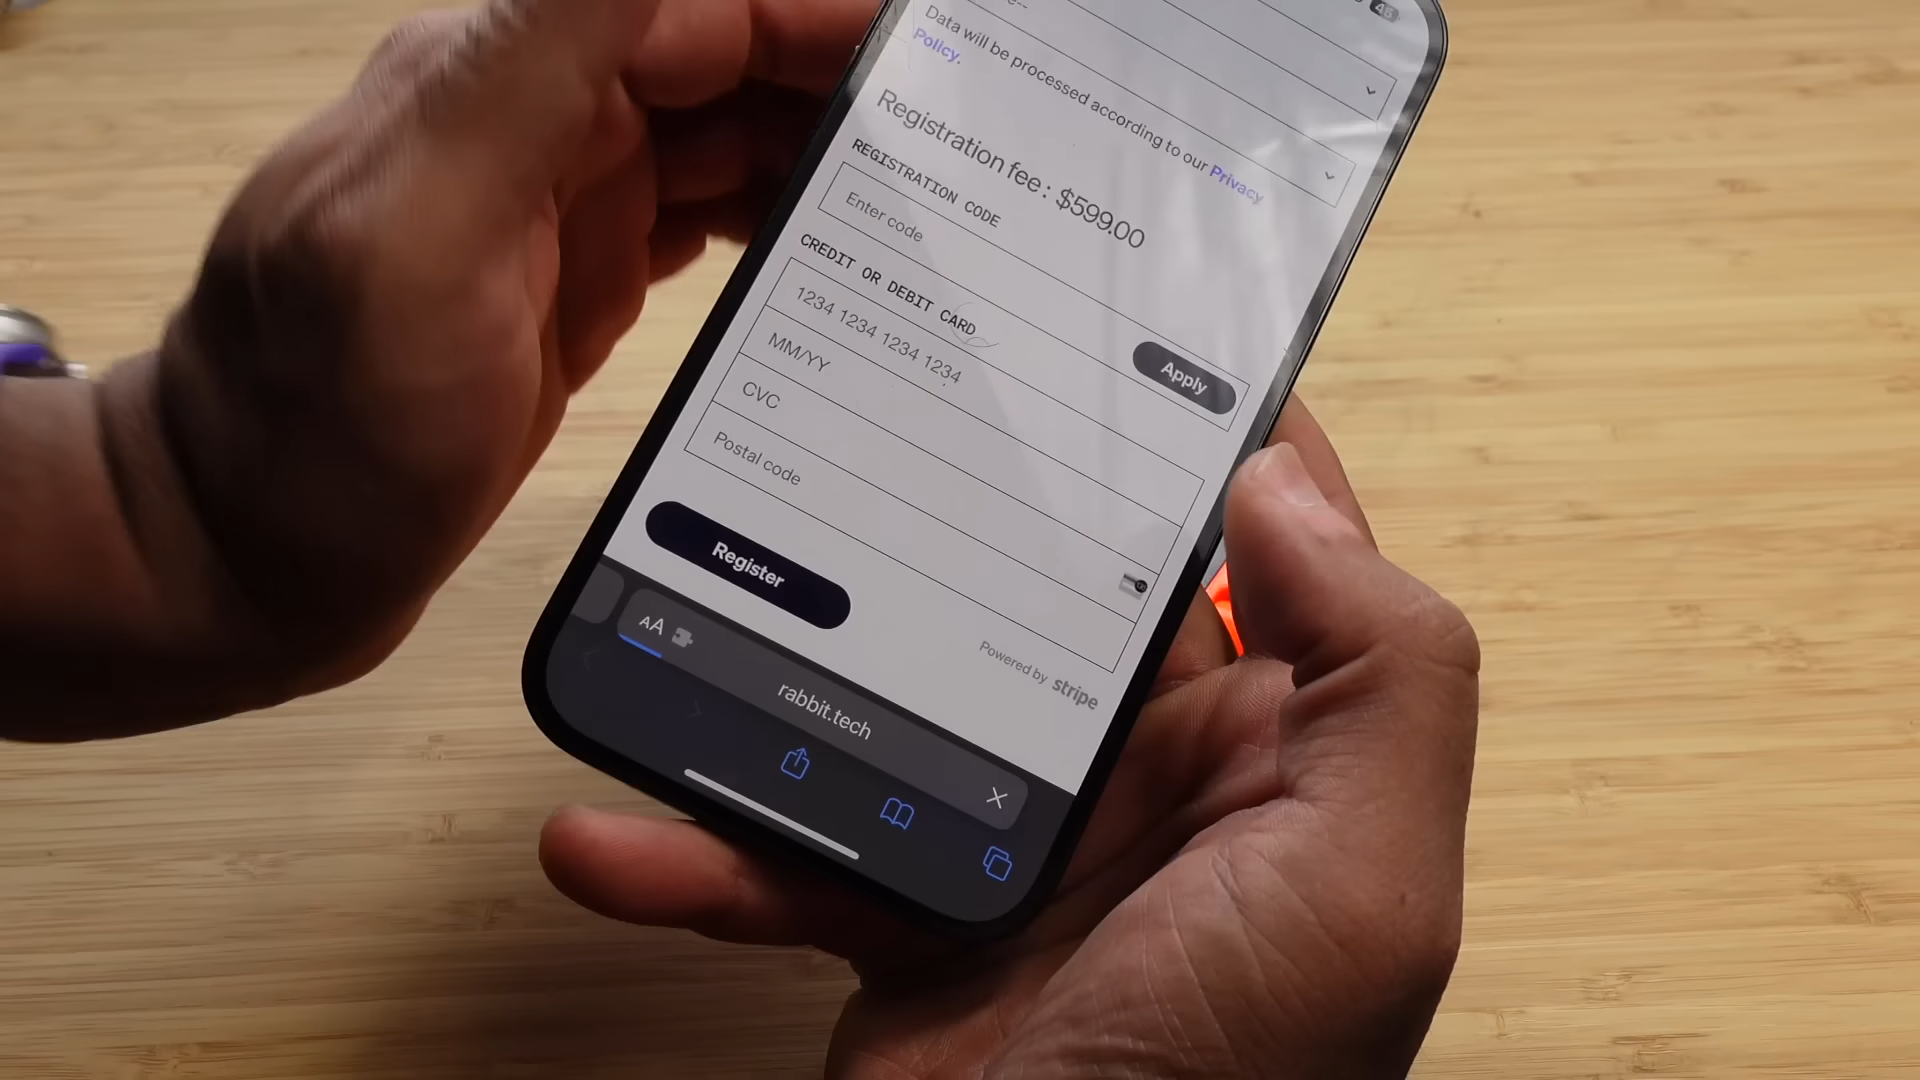 45
Data will be processed according to our Privacy
Policy.
Registration fee : $599.00
REGISTRATION CODE
Enter code
Apply
CREDIT OR DEBIT CARD
1234 1234 1234 1234
MM/YY
CVC
Postal code
Register
Powered by stripe
AA
rabbit.tech